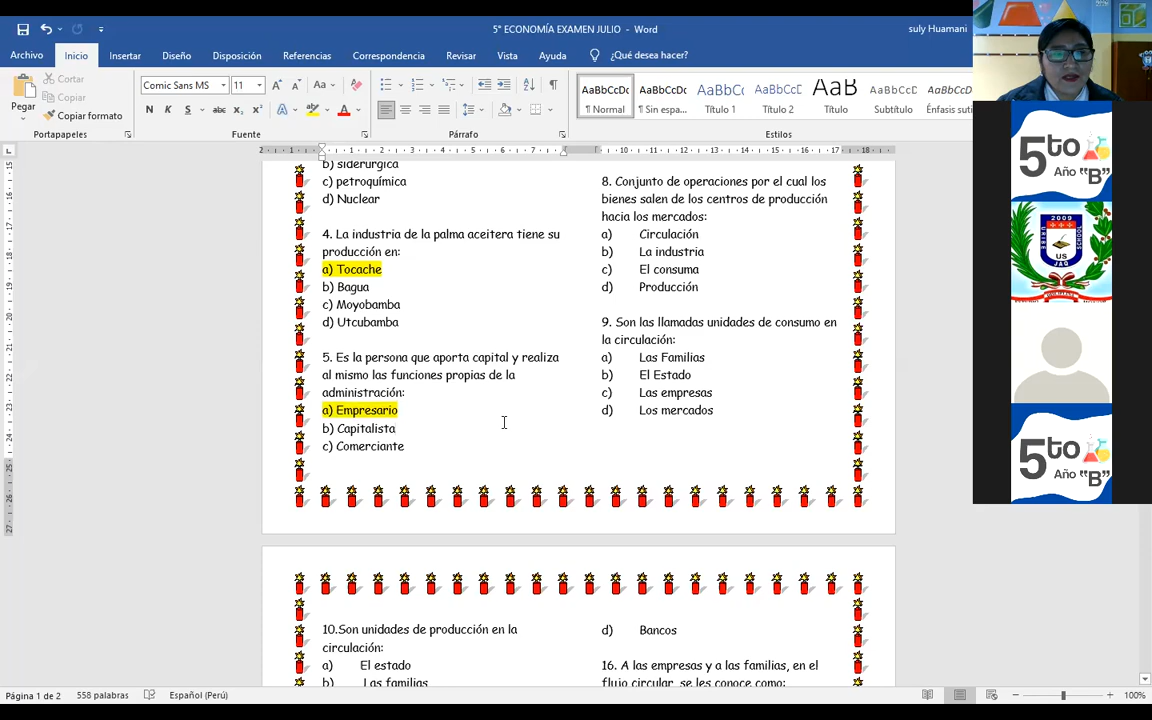 5° ECONOMÍA EXAMEN JULIO - Word
suly Huamani
Archivo
Inicio
Insertar
Diseño
Disposición
Referencias
Correspondencia
Revisar
Vista
Ayuda
¿Qué desea hacer?
Pegar
Cortar
Copiar
Copiar formato
Portapapeles
Comic Sans MS
11
Fuente
Párrafo
AaBbCcDc
¶ Normal
AaBbCcDc
¶ Sin espa...
AaBbCc
Título 1
AaBbCcD
Título 2
AaB
Título
AaBbCcD
Subtítulo
AaBbCcD
Énfasis suti
Estilos
b) siderúrgica
c) petroquímica
d) Nuclear
4. La industria de la palma aceitera tiene su
producción en:
a) Tocache
b) Bagua
c) Moyobamba
d) Utcubamba
5. Es la persona que aporta capital y realiza
al mismo las funciones propias de la
administración:
a) Empresario
b) Capitalista
c) Comerciante
8. Conjunto de operaciones por el cual los
bienes salen de los centros de producción
hacia los mercados:
a) Circulación
b) La industria
c) El consuma
d) Producción
9. Son las llamadas unidades de consumo en
la circulación:
a) Las Familias
b) El Estado
c) Las empresas
d) Los mercados
10.Son unidades de producción en la
circulación:
a) El estado
b) Las familias
d) Bancos
16. A las empresas y a las familias, en el
flujo circular, se les conoce como:
5to
Año "B"
2009
URIBE SCHOOL
US
JAQ
5to
Año "B"
Página 1 de 2
558 palabras
Español (Perú)
100%